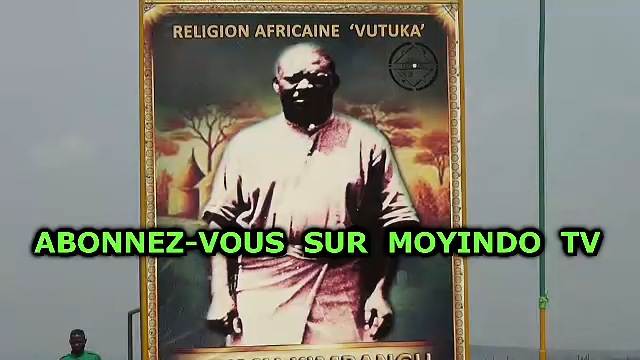 RELIGION AFRICAINE 'VUTUKA'
ABONNEZ-VOUS SUR MOYINDO TV